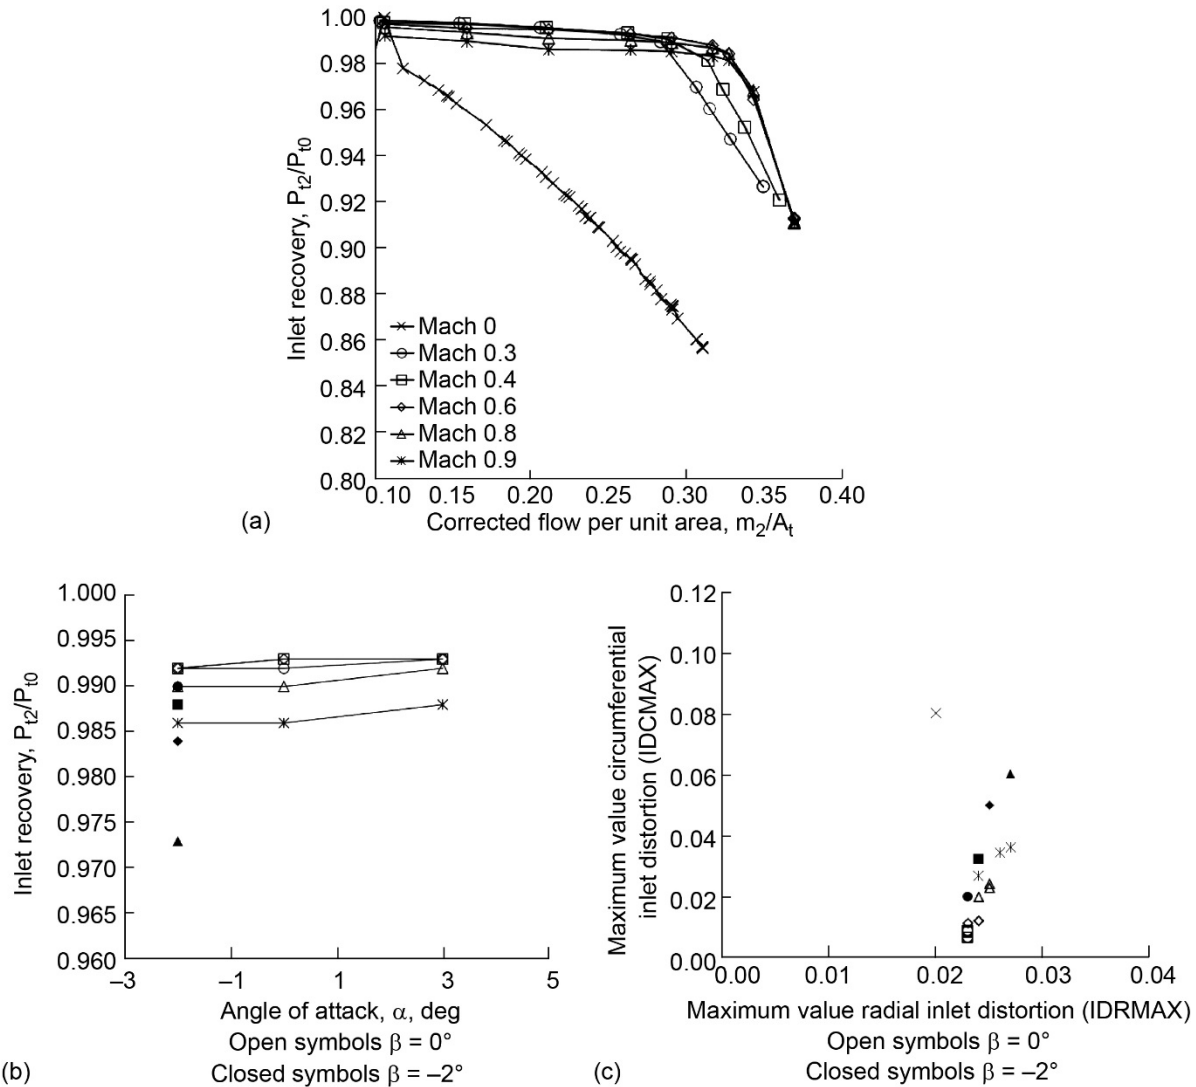 1.00
0.98
0.96
0.94
0.92
0.90
0.88
0.86
0.84
0.82
0.80
Inlet recovery, Pt2/Pt0
Mach 0
Mach 0.3
Mach 0.4
Mach 0.6
Mach 0.8
Mach 0.9
0.10 0.15 0.20 0.25 0.30 0.35 0.40
Corrected flow per unit area, m2/At
(a)
1.000
0.995
0.990
0.985
0.980
0.975
0.970
0.965
0.960
Inlet recovery, Pt2/Pt0
–3 –1 1 3 5
Angle of attack, α, deg
Open symbols β = 0°
Closed symbols β = –2°
(b)
0.12
0.10
0.08
0.06
0.04
0.02
0.00
Maximum value circumferential
inlet distortion (IDCMAX)
0.00 0.01 0.02 0.03 0.04
Maximum value radial inlet distortion (IDRMAX)
Open symbols β = 0°
Closed symbols β = –2°
(c)